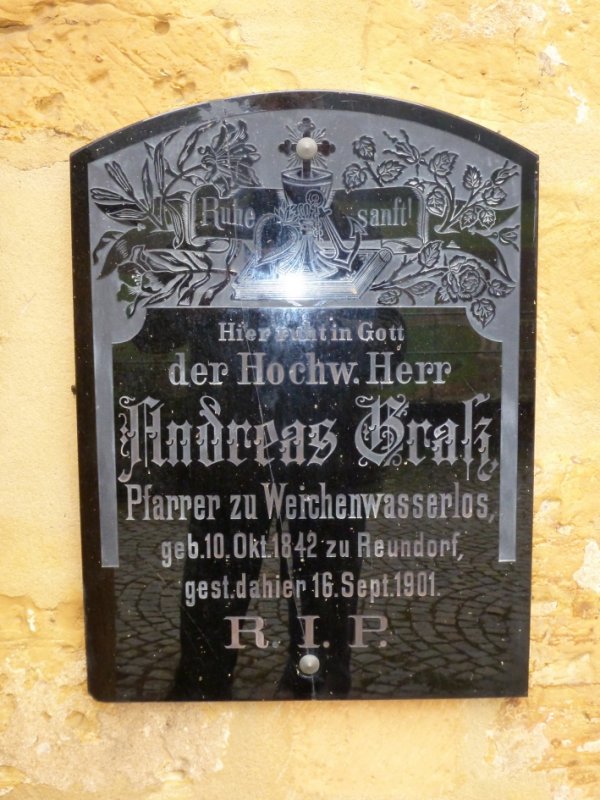 Ruhe sanft!
Hier ruht in Gott
der Hochw. Herr
Andreas Graß,
Pfarrer zu Weichenwasserlos,
geb. 10. Okt. 1842 zu Reundorf,
gest. dahier 16. Sept. 1901.
R. I. P.